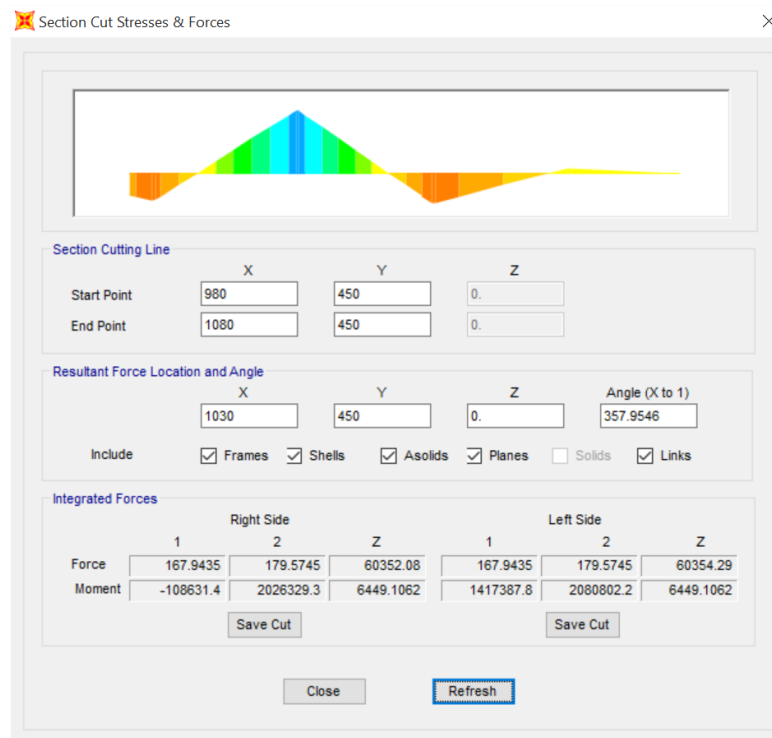 Section Cut Stresses & Forces
Section Cutting Line
X Y Z
Start Point 980 450 0.
End Point 1080 450 0.
Resultant Force Location and Angle
X Y Z Angle (X to 1)
1030 450 0. 357.9546
Include Frames Shells Asolids Planes Solids Links
Integrated Forces
Right Side Left Side
1 2 Z 1 2 Z
Force 167.9435 179.5745 60352.08 167.9435 179.5745 60354.29
Moment -108631.4 2026329.3 6449.1062 1417387.8 2080802.2 6449.1062
Save Cut Save Cut
Close Refresh